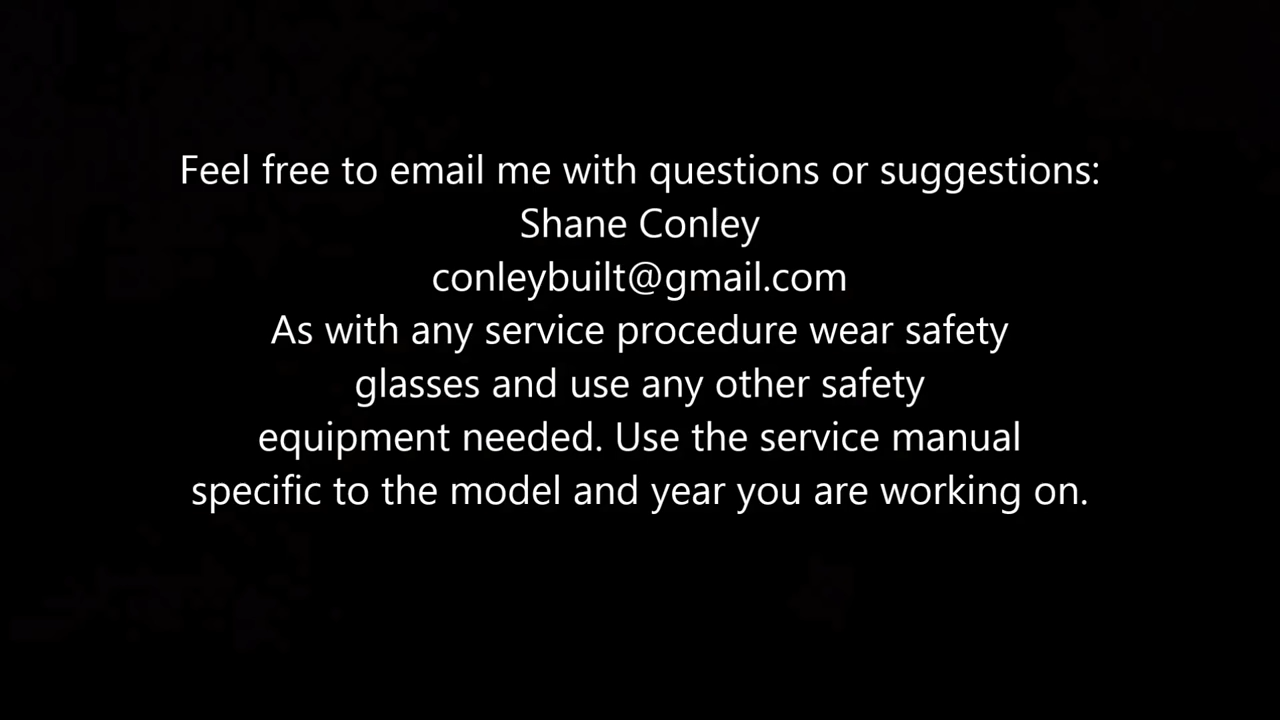 Feel free to email me with questions or suggestions:
Shane Conley
conleybuilt@gmail.com
As with any service procedure wear safety
glasses and use any other safety
equipment needed. Use the service manual
specific to the model and year you are working on.